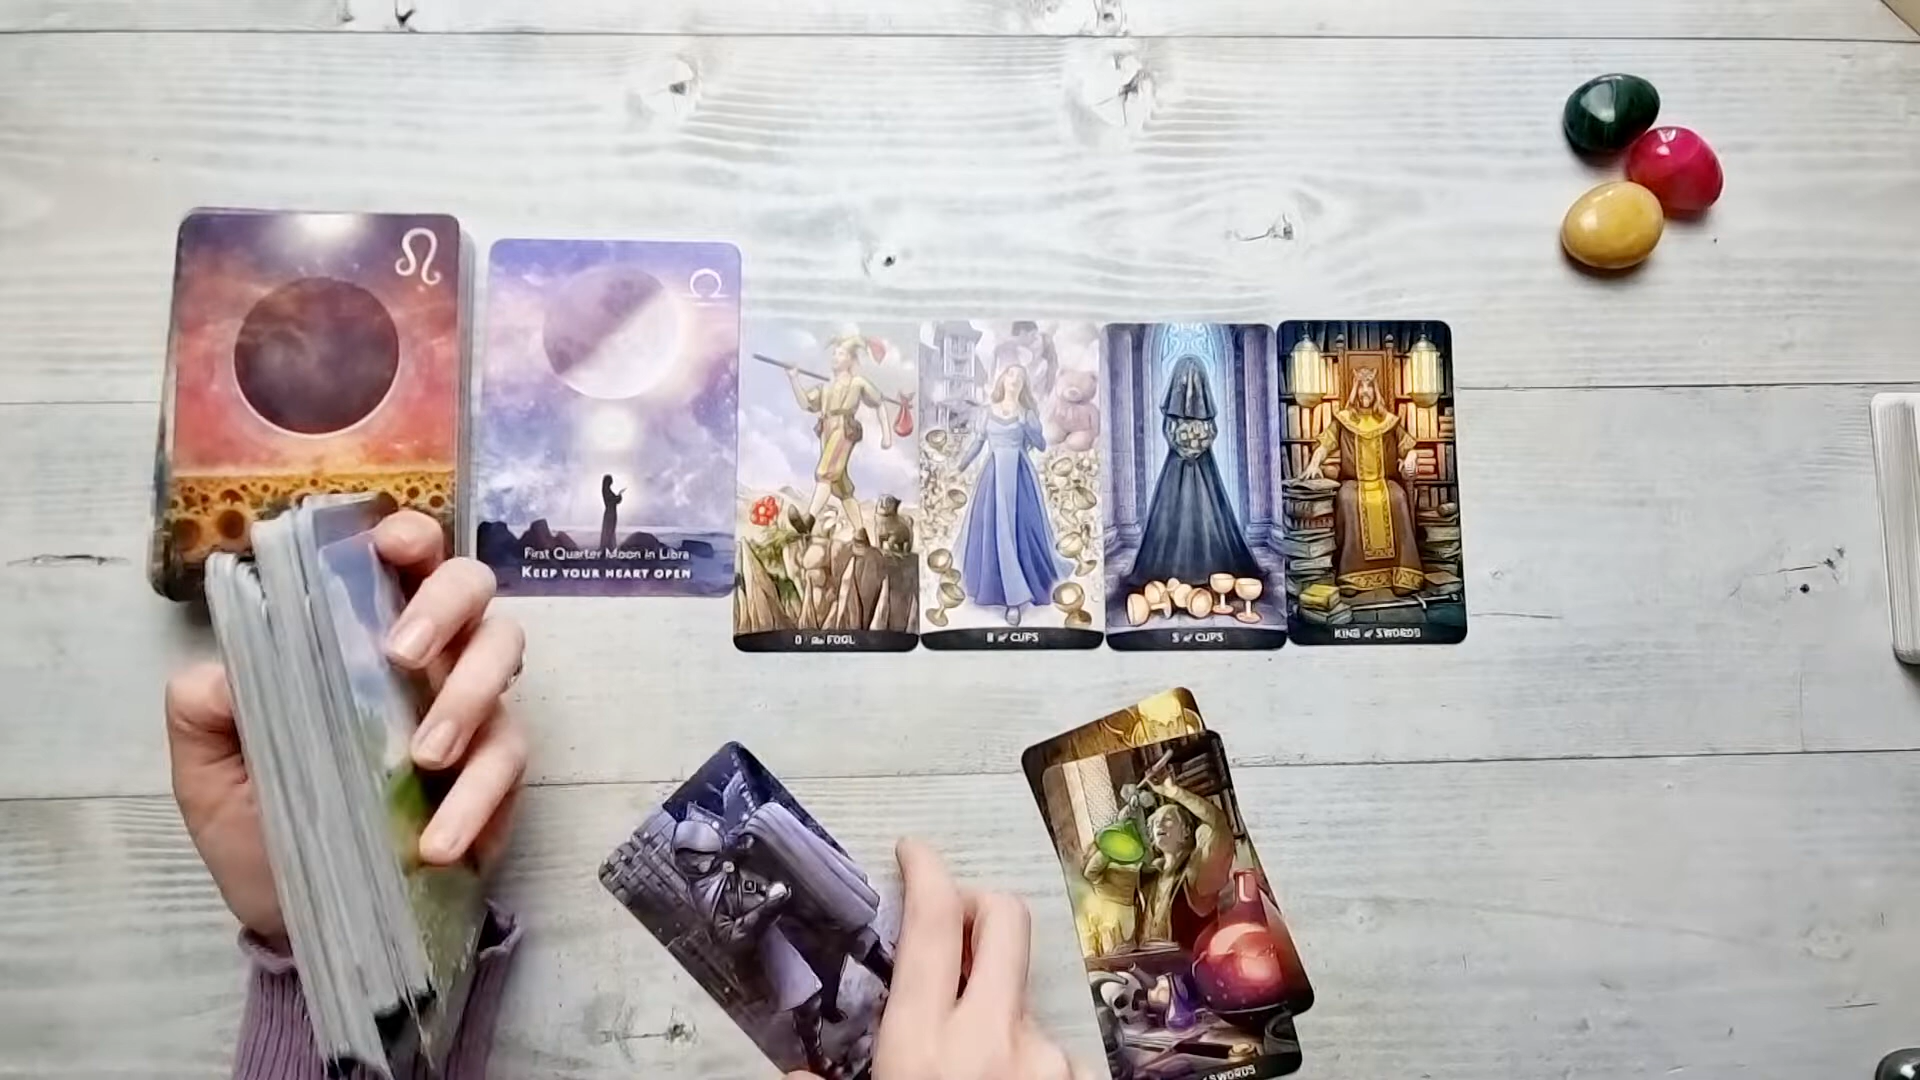 First Quarter Moon in Libra
KEEP YOUR HEART OPEN
0 the FOOL
8 of CUPS
5 of CUPS
KING of SWORDS
SWORDS